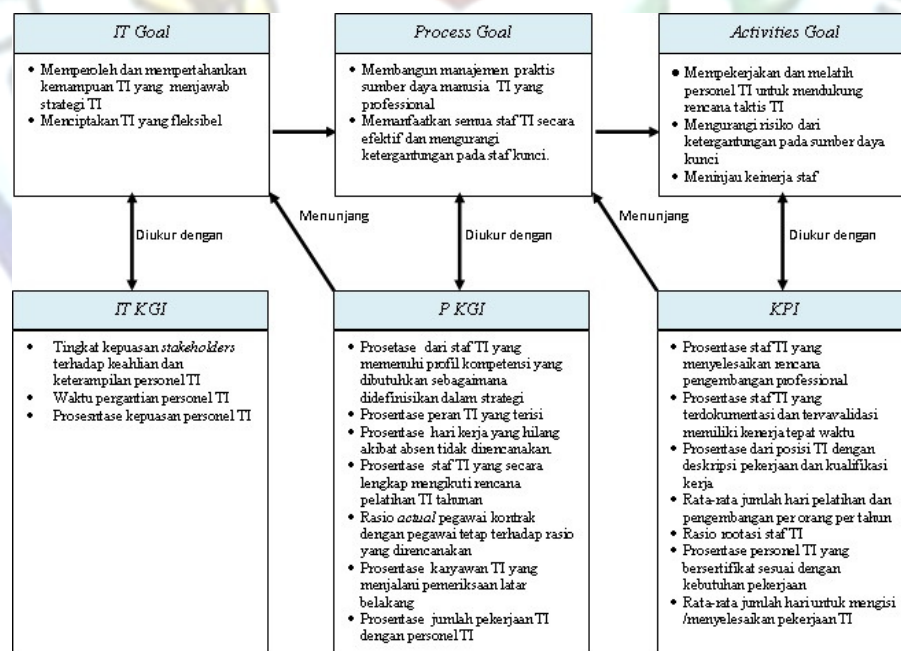 IT Goal
• Memperoleh dan mempertahankan
kemampuan TI yang menjawab
strategi TI
• Menciptakan TI yang fleksibel
Process Goal
• Membangun manajemen praktis
sumber daya manusia TI yang
professional
• Memanfaatkan semua staf TI secara
efektif dan mengurangi
ketergantungan pada staf kunci.
Activities Goal
• Mempekerjakan dan melatih
personel TI untuk mendukung
rencana taktis TI
• Mengurangi risiko dari
ketergantungan pada sumber daya
kunci
• Meninjau keinerja staf
Diukur dengan
Menunjang
Diukur dengan
Menunjang
Diukur dengan
IT KGI
• Tingkat kepuasan stakeholders
terhadap keahlian dan
keterampilan personel TI
• Waktu pergantian personel TI
• Prosesntase kepuasan personel TI
P KGI
• Prosetase dari staf TI yang
memenuhi profil kompetensi yang
dibutuhkan sebagaimana
didefinisikan dalam strategi
• Prosentase peran TI yang terisi
• Prosentase hari kerja yang hilang
akibat absen tidak direncanakan.
• Prosentase staf TI yang secara
lengkap mengikuti rencana
pelatihan TI tahunan
• Rasio actual pegawai kontrak
dengan pegawai tetap terhadap rasio
yang direncanakan
• Prosentase karyawan TI yang
menjalani pemeriksaan latar
belakang
• Prosentase jumlah pekerjaan TI
dengan personel TI
KPI
• Prosentase staf TI yang
menyelesaikan rencana
pengembangan professional
• Prosentase staf TI yang
terdokumentasi dan tervavalidasi
memiliki kenerja tepat waktu
• Prosentase dari posisi TI dengan
deskripsi pekerjaan dan kualifikasi
kerja
• Rata-rata jumlah hari pelatihan dan
pengembangan per orang per tahun
• Rasio rootasi staf TI
• Prosentase personel TI yang
bersertifikat sesuai dengan
kebutuhan pekerjaan
• Rata-rata jumlah hari untuk mengisi
/menyelesaikan pekerjaan TI